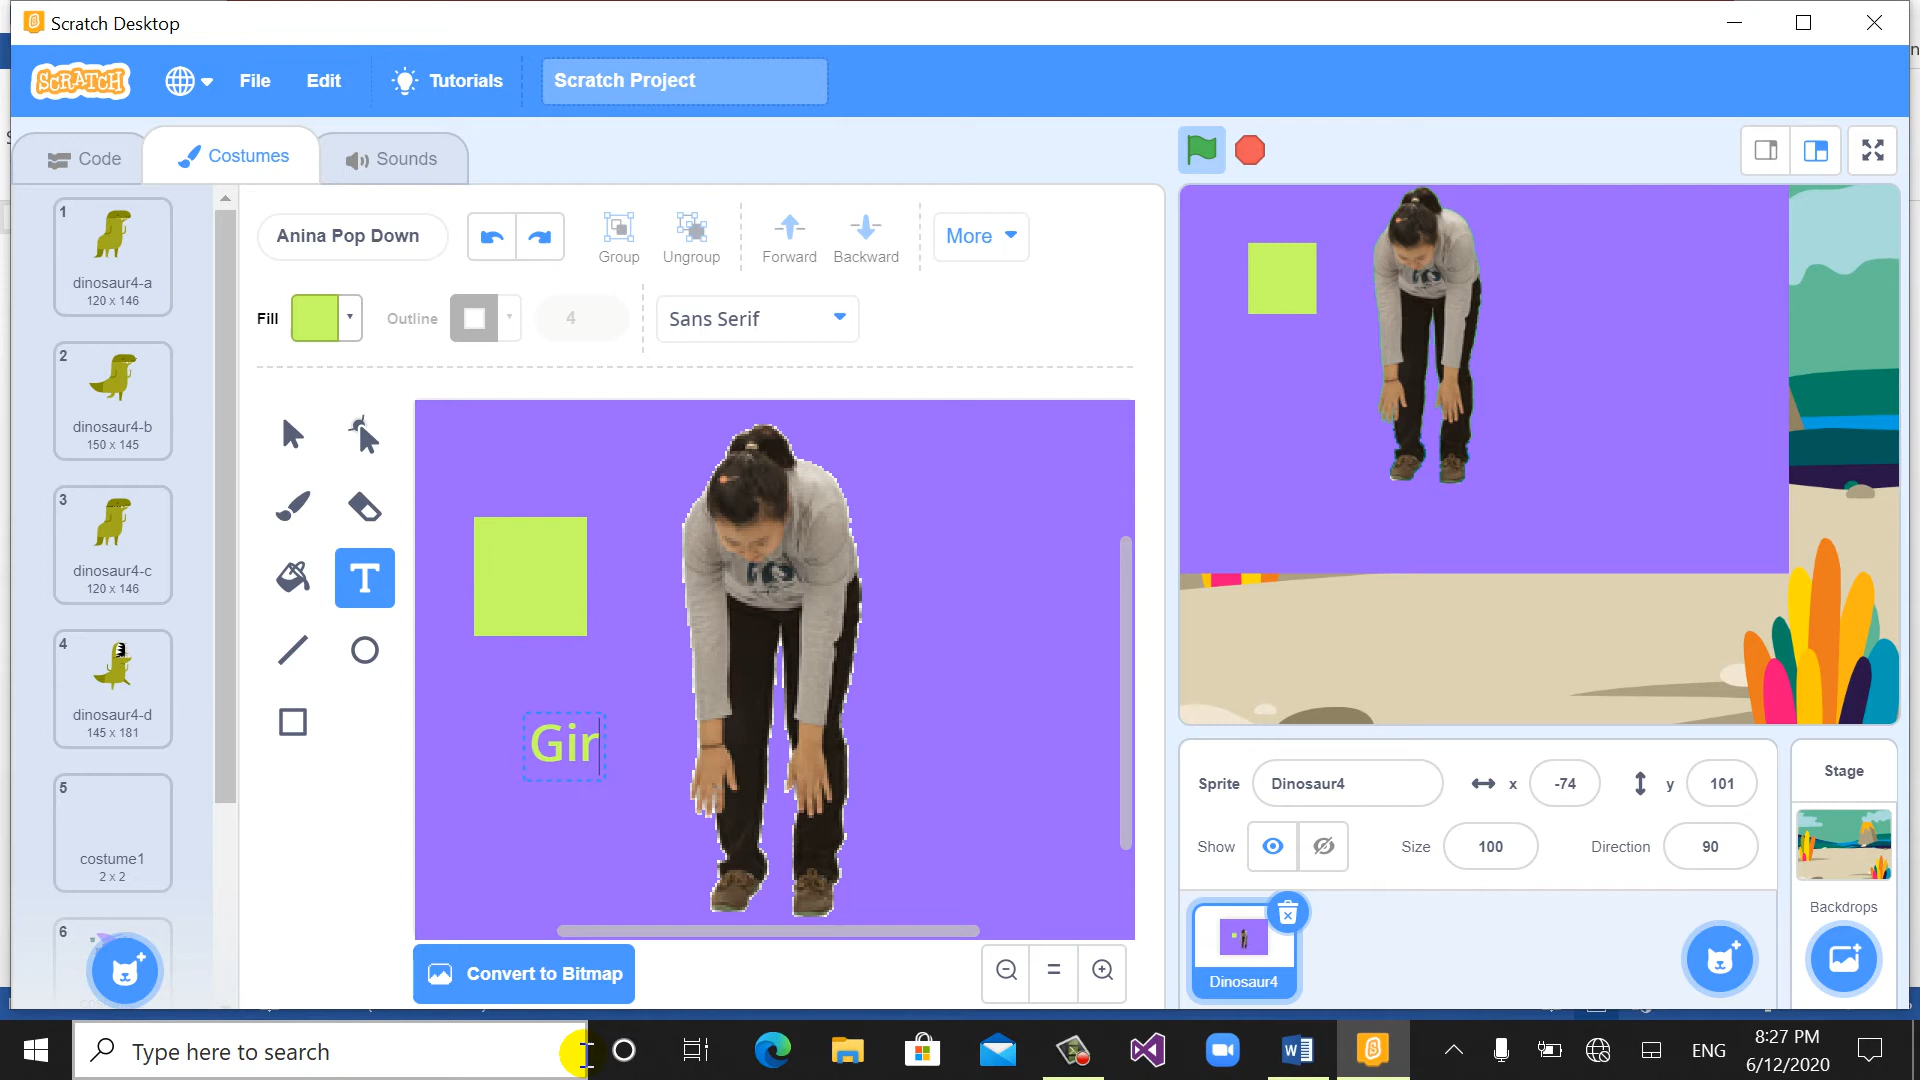 Scratch Desktop
SCRATCH File Edit Tutorials Scratch Project
Code Costumes Sounds
1
dinosaur4-a
120 x 146
2
dinosaur4-b
150 x 145
3
dinosaur4-c
120 x 146
4
dinosaur4-d
145 x 181
5
costume1
2 x 2
6
Anina Pop Down
Group Ungroup Forward Backward More
Fill Outline 4 Sans Serif
T
Gir
Convert to Bitmap
=
Sprite Dinosaur4 x -74 y 101
Show Size 100 Direction 90
Dinosaur4
Stage
Backdrops
Type here to search
ENG
8:27 PM
6/12/2020